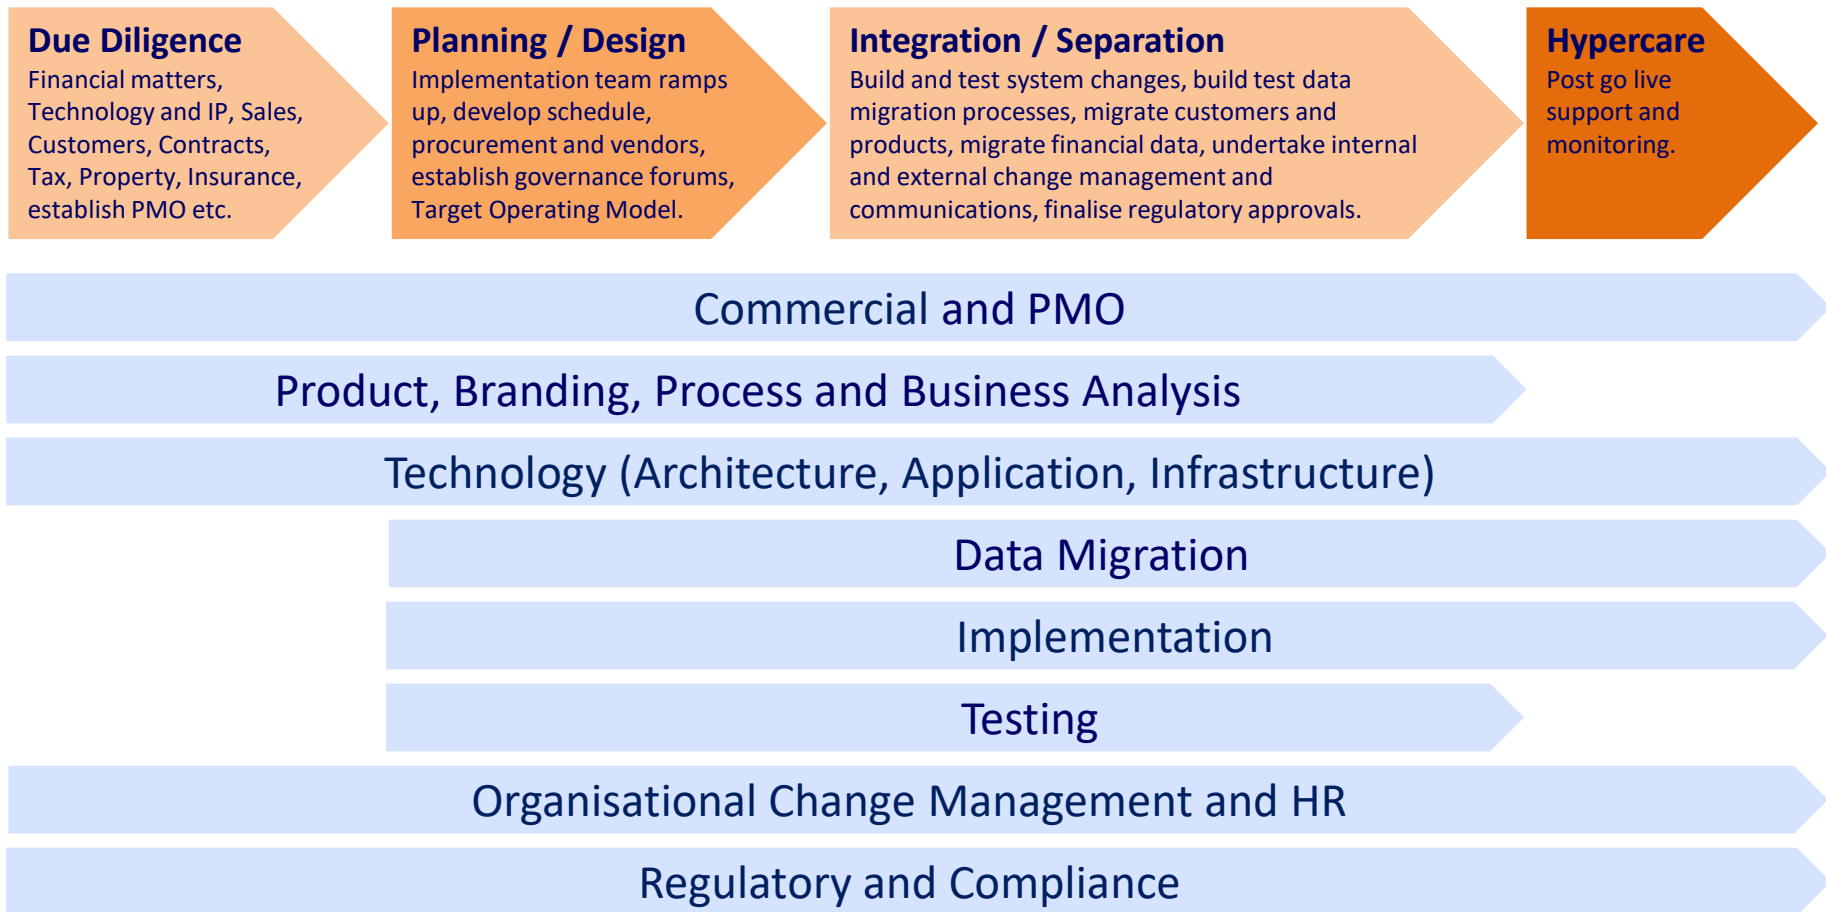 Due Diligence
Financial matters,
Technology and IP, Sales,
Customers, Contracts,
Tax, Property, Insurance,
establish PMO etc.
Planning / Design
Implementation team ramps
up, develop schedule,
procurement and vendors,
establish governance forums,
Target Operating Model.
Integration / Separation
Build and test system changes, build test data
migration processes, migrate customers and
products, migrate financial data, undertake internal
and external change management and
communications, finalise regulatory approvals.
Hypercare
Post go live
support and
monitoring.
Commercial and PMO
Product, Branding, Process and Business Analysis
Technology (Architecture, Application, Infrastructure)
Data Migration
Implementation
Testing
Organisational Change Management and HR
Regulatory and Compliance